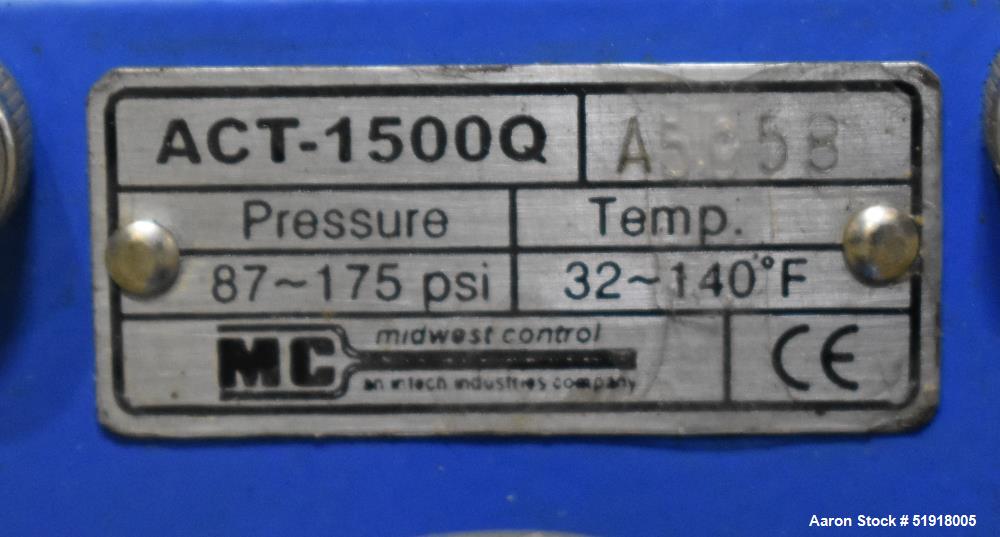 ACT-1500Q
Pressure Temp.
87~175 psi 32~140°F
midwest control
MC
an intech industries company
CE
Aaron Stock # 51918005